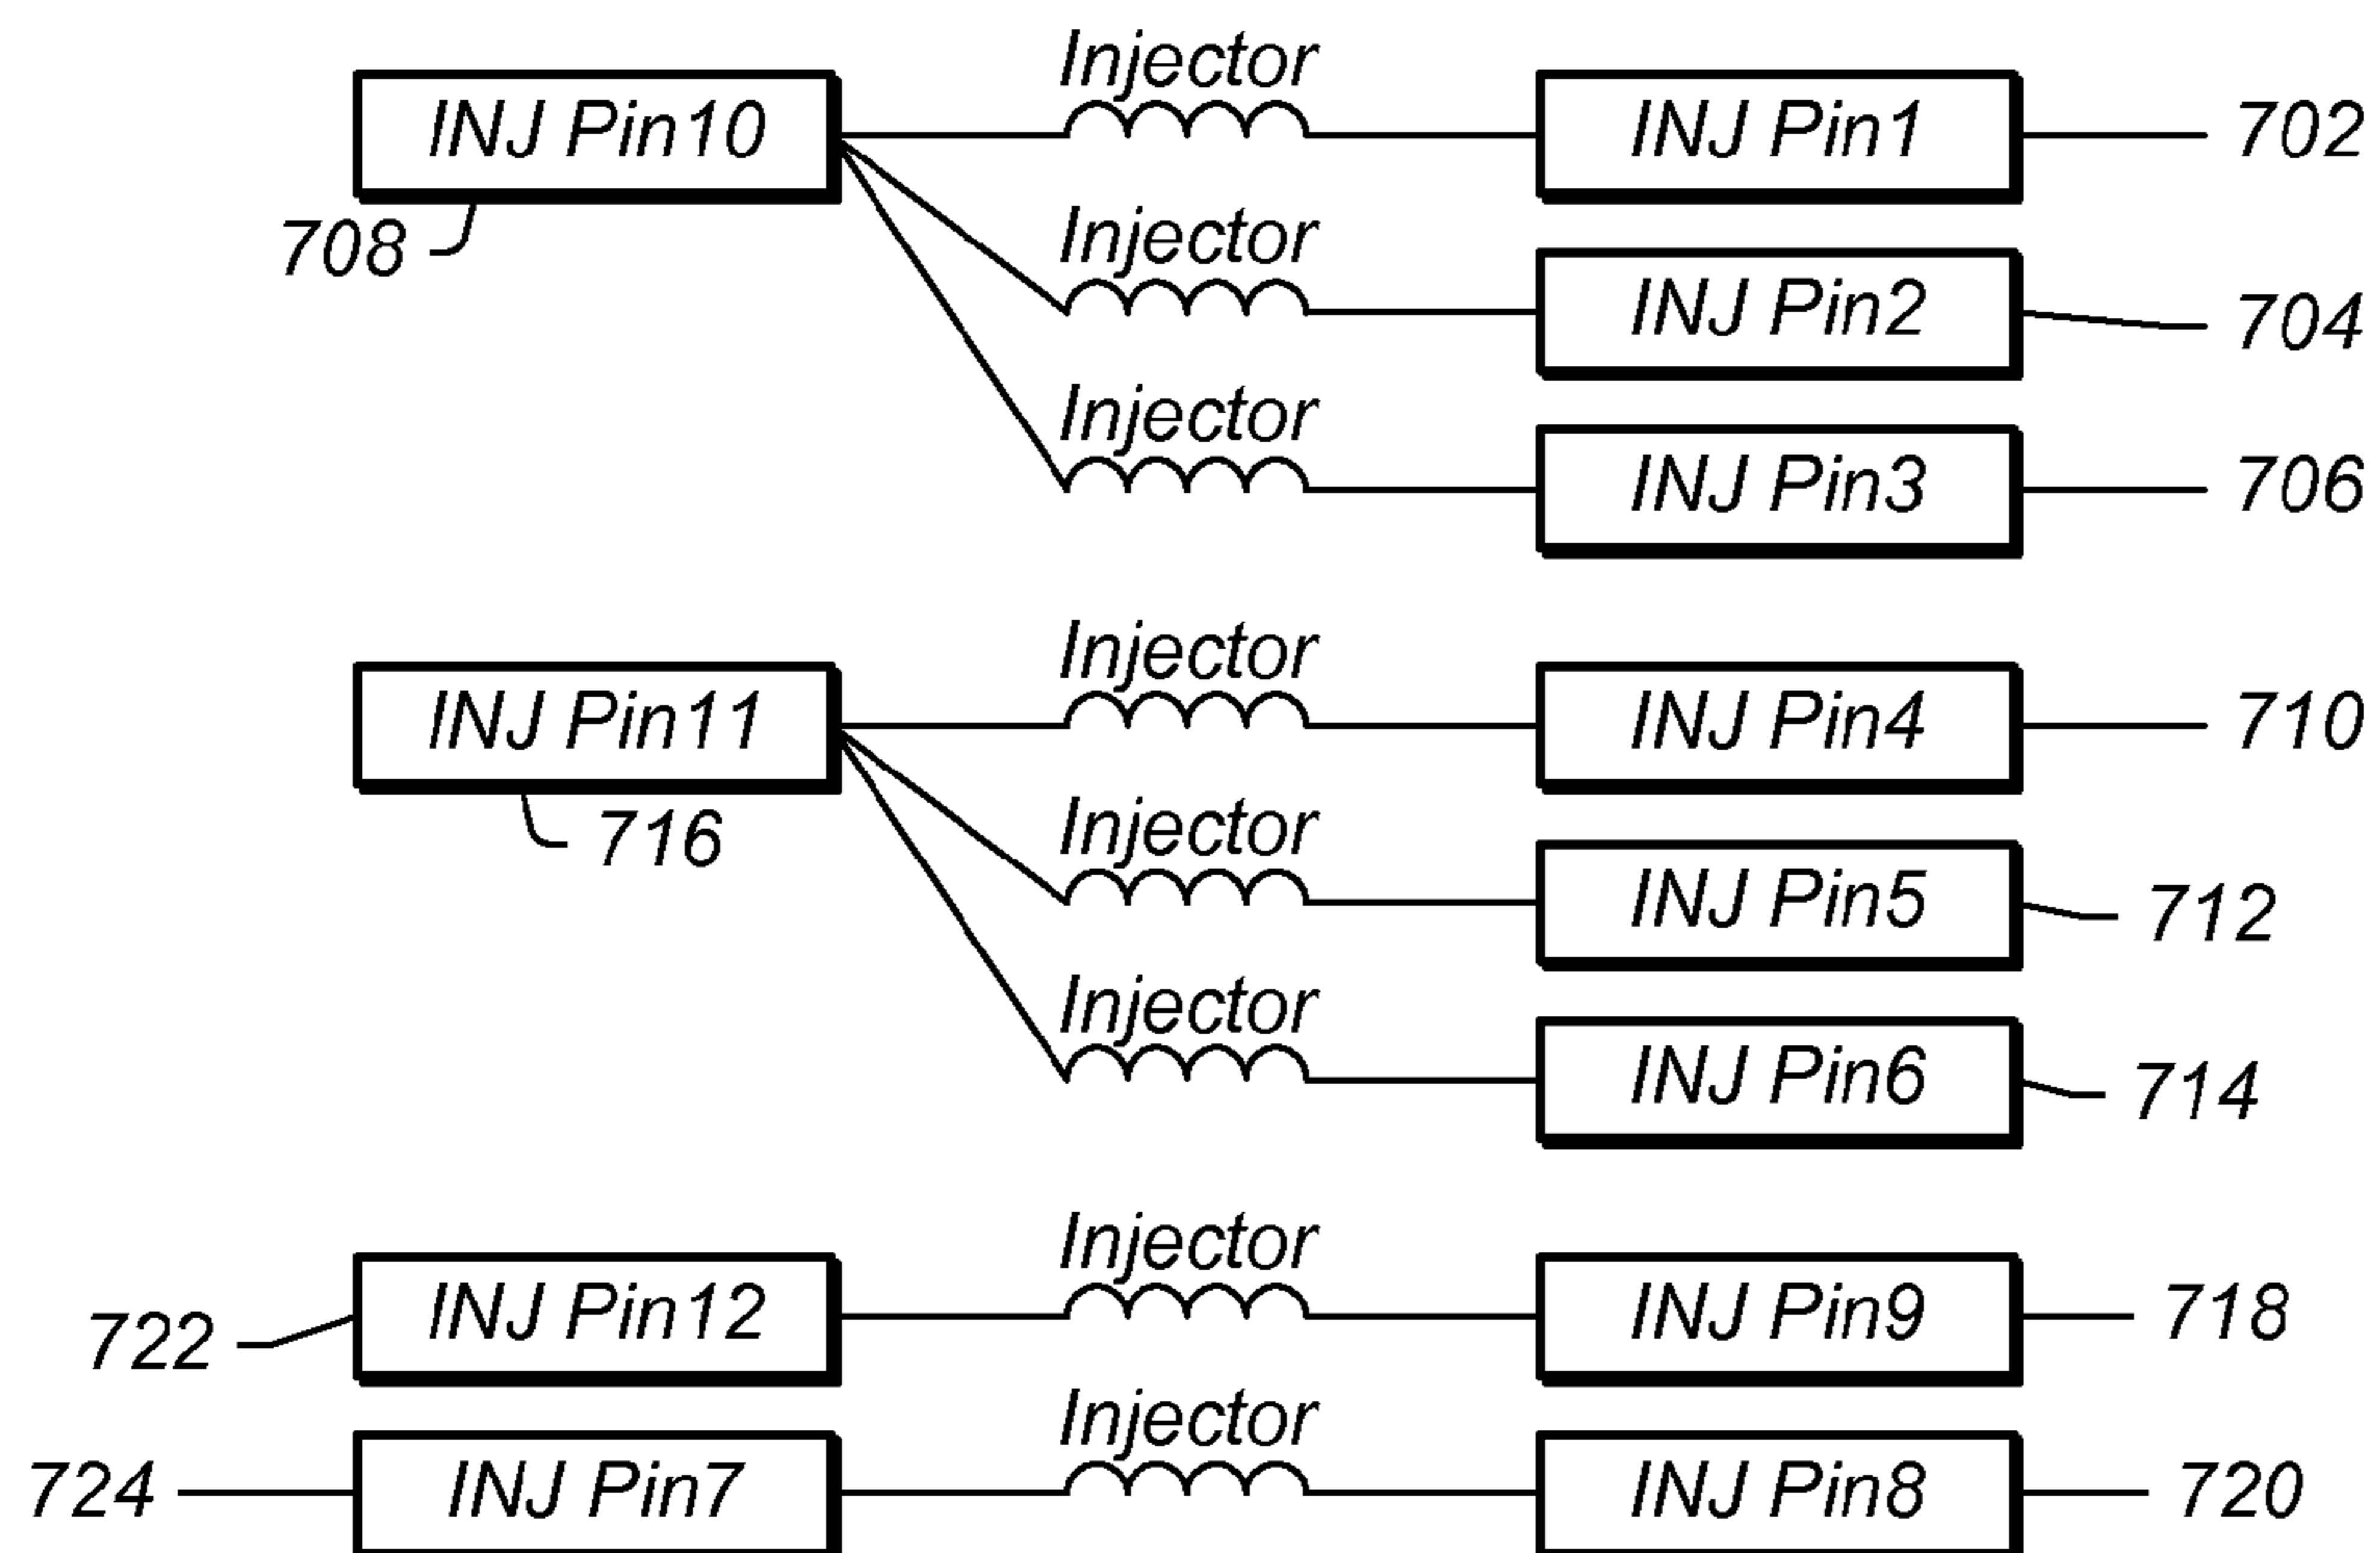 Injector
INJ Pin10
INJ Pin1
702
708
Injector
INJ Pin2
704
Injector
INJ Pin3
706
Injector
INJ Pin11
INJ Pin4
710
716
Injector
INJ Pin5
712
Injector
INJ Pin6
714
Injector
722
INJ Pin12
INJ Pin9
718
Injector
724
INJ Pin7
INJ Pin8
720